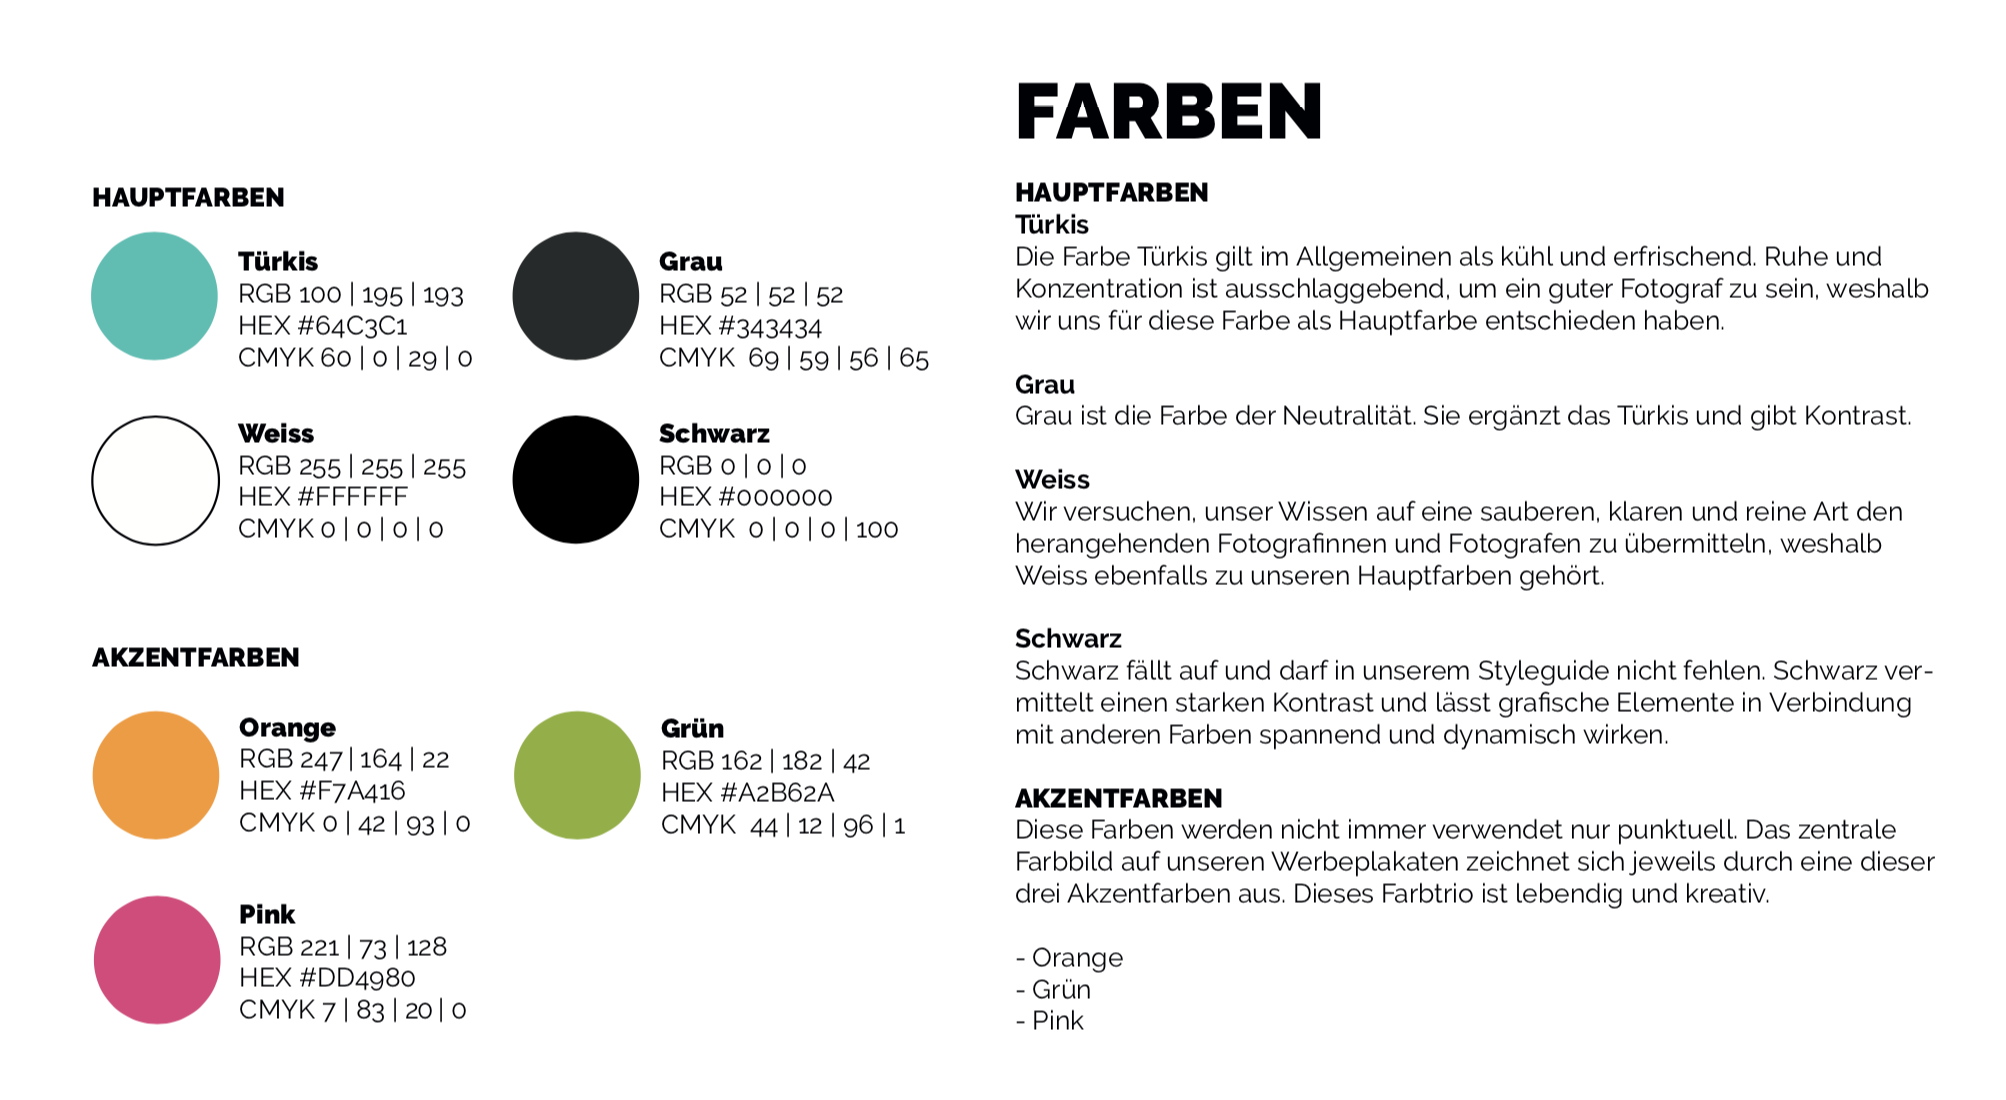 FARBEN
HAUPTFARBEN
Türkis
RGB 100 | 195 | 193
HEX #64C3C1
CMYK 60 | 0 | 29 | 0
Grau
RGB 52 | 52 | 52
HEX #343434
CMYK 69 | 59 | 56 | 65
Weiss
RGB 255 | 255 | 255
HEX #FFFFFF
CMYK 0 | 0 | 0 | 0
Schwarz
RGB 0 | 0 | 0
HEX #000000
CMYK 0 | 0 | 0 | 100
AKZENTFARBEN
Orange
RGB 247 | 164 | 22
HEX #F7A416
CMYK 0 | 42 | 93 | 0
Grün
RGB 162 | 182 | 42
HEX #A2B62A
CMYK 44 | 12 | 96 | 1
Pink
RGB 221 | 73 | 128
HEX #DD4980
CMYK 7 | 83 | 20 | 0
HAUPTFARBEN
Türkis
Die Farbe Türkis gilt im Allgemeinen als kühl und erfrischend. Ruhe und
Konzentration ist ausschlaggebend, um ein guter Fotograf zu sein, weshalb
wir uns für diese Farbe als Hauptfarbe entschieden haben.
Grau
Grau ist die Farbe der Neutralität. Sie ergänzt das Türkis und gibt Kontrast.
Weiss
Wir versuchen, unser Wissen auf eine sauberen, klaren und reine Art den
herangehenden Fotografinnen und Fotografen zu übermitteln, weshalb
Weiss ebenfalls zu unseren Hauptfarben gehört.
Schwarz
Schwarz fällt auf und darf in unserem Styleguide nicht fehlen. Schwarz ver-
mittelt einen starken Kontrast und lässt grafische Elemente in Verbindung
mit anderen Farben spannend und dynamisch wirken.
AKZENTFARBEN
Diese Farben werden nicht immer verwendet nur punktuell. Das zentrale
Farbbild auf unseren Werbeplakaten zeichnet sich jeweils durch eine dieser
drei Akzentfarben aus. Dieses Farbtrio ist lebendig und kreativ.
- Orange
- Grün
- Pink